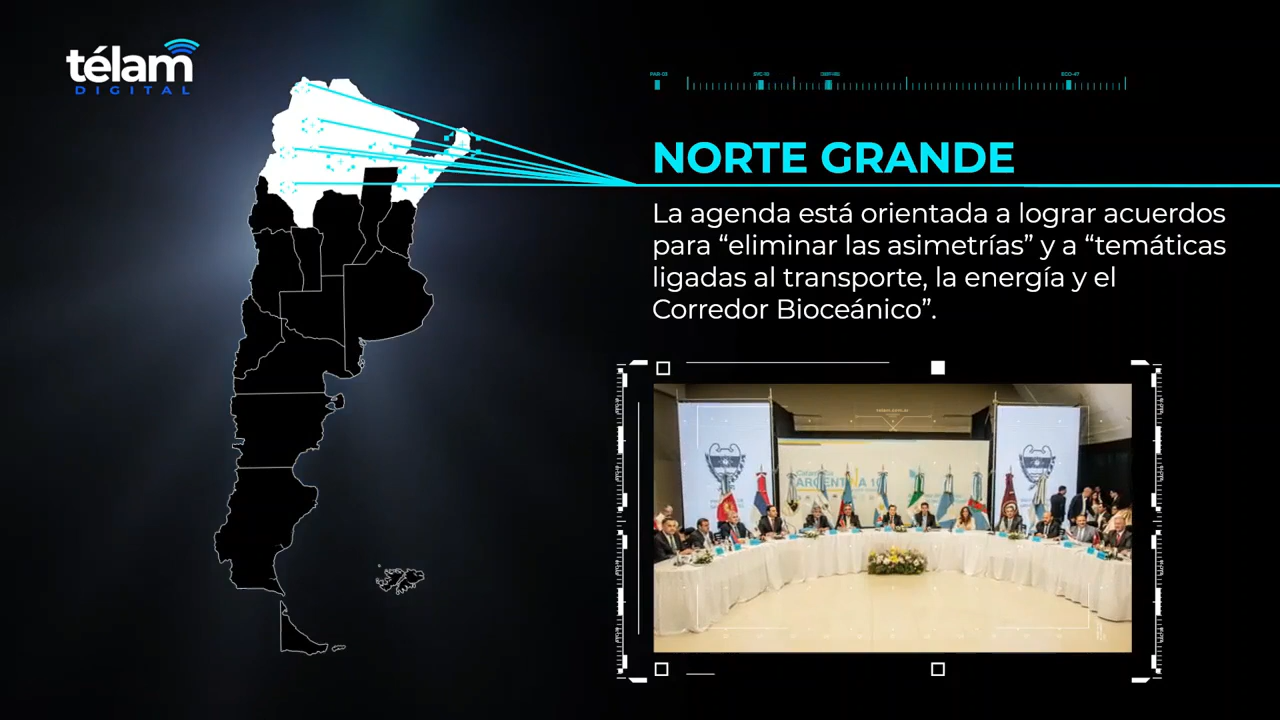 télam
DIGITAL
NORTE GRANDE
La agenda está orientada a lograr acuerdos
para “eliminar las asimetrías” y a “temáticas
ligadas al transporte, la energía y el
Corredor Bioceánico”.
ARGENTINA